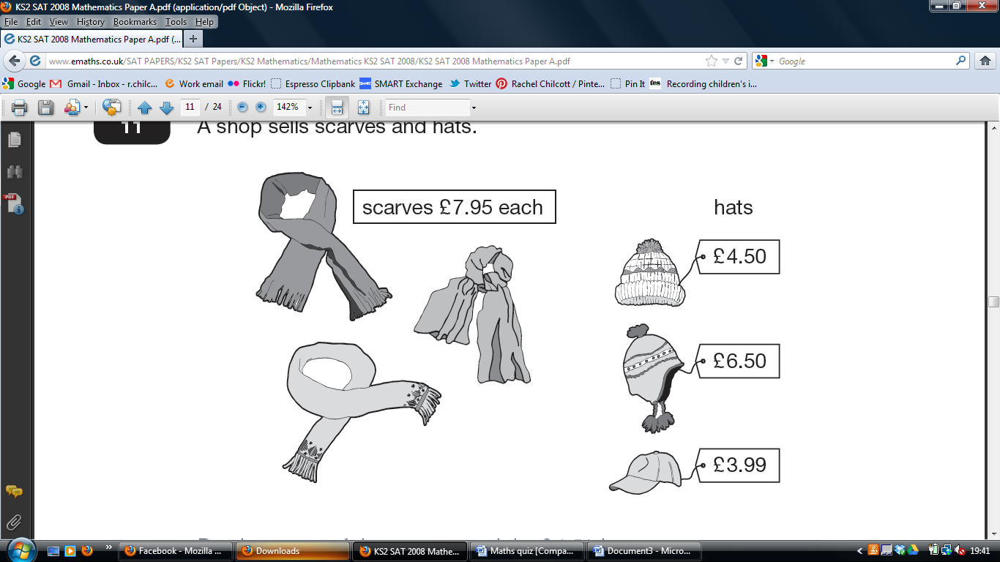 KS2 SAT 2008 Mathematics Paper A.pdf (application/pdf Object) - Mozilla Firefox
File Edit View History Bookmarks Tools Help
KS2 SAT 2008 Mathematics Paper A.pdf (...
www.emaths.co.uk/SAT PAPERS/KS2 SAT Papers/KS2 Mathematics/Mathematics KS2 SAT 2008/KS2 SAT 2008 Mathematics Paper A.pdf
Google
Google Gmail - Inbox - r.chilc... Work email Flickr! Espresso Clipbank SMART Exchange Twitter Rachel Chilcott / Pinte... Pin It tes Recording children's i...
11 / 24 142% Find
11 A shop sells scarves and hats.
scarves £7.95 each
hats
£4.50
£6.50
£3.99
Facebook - Mozilla ... Downloads KS2 SAT 2008 Mathe... Maths quiz [Compa... Document3 - Micro... 19:41